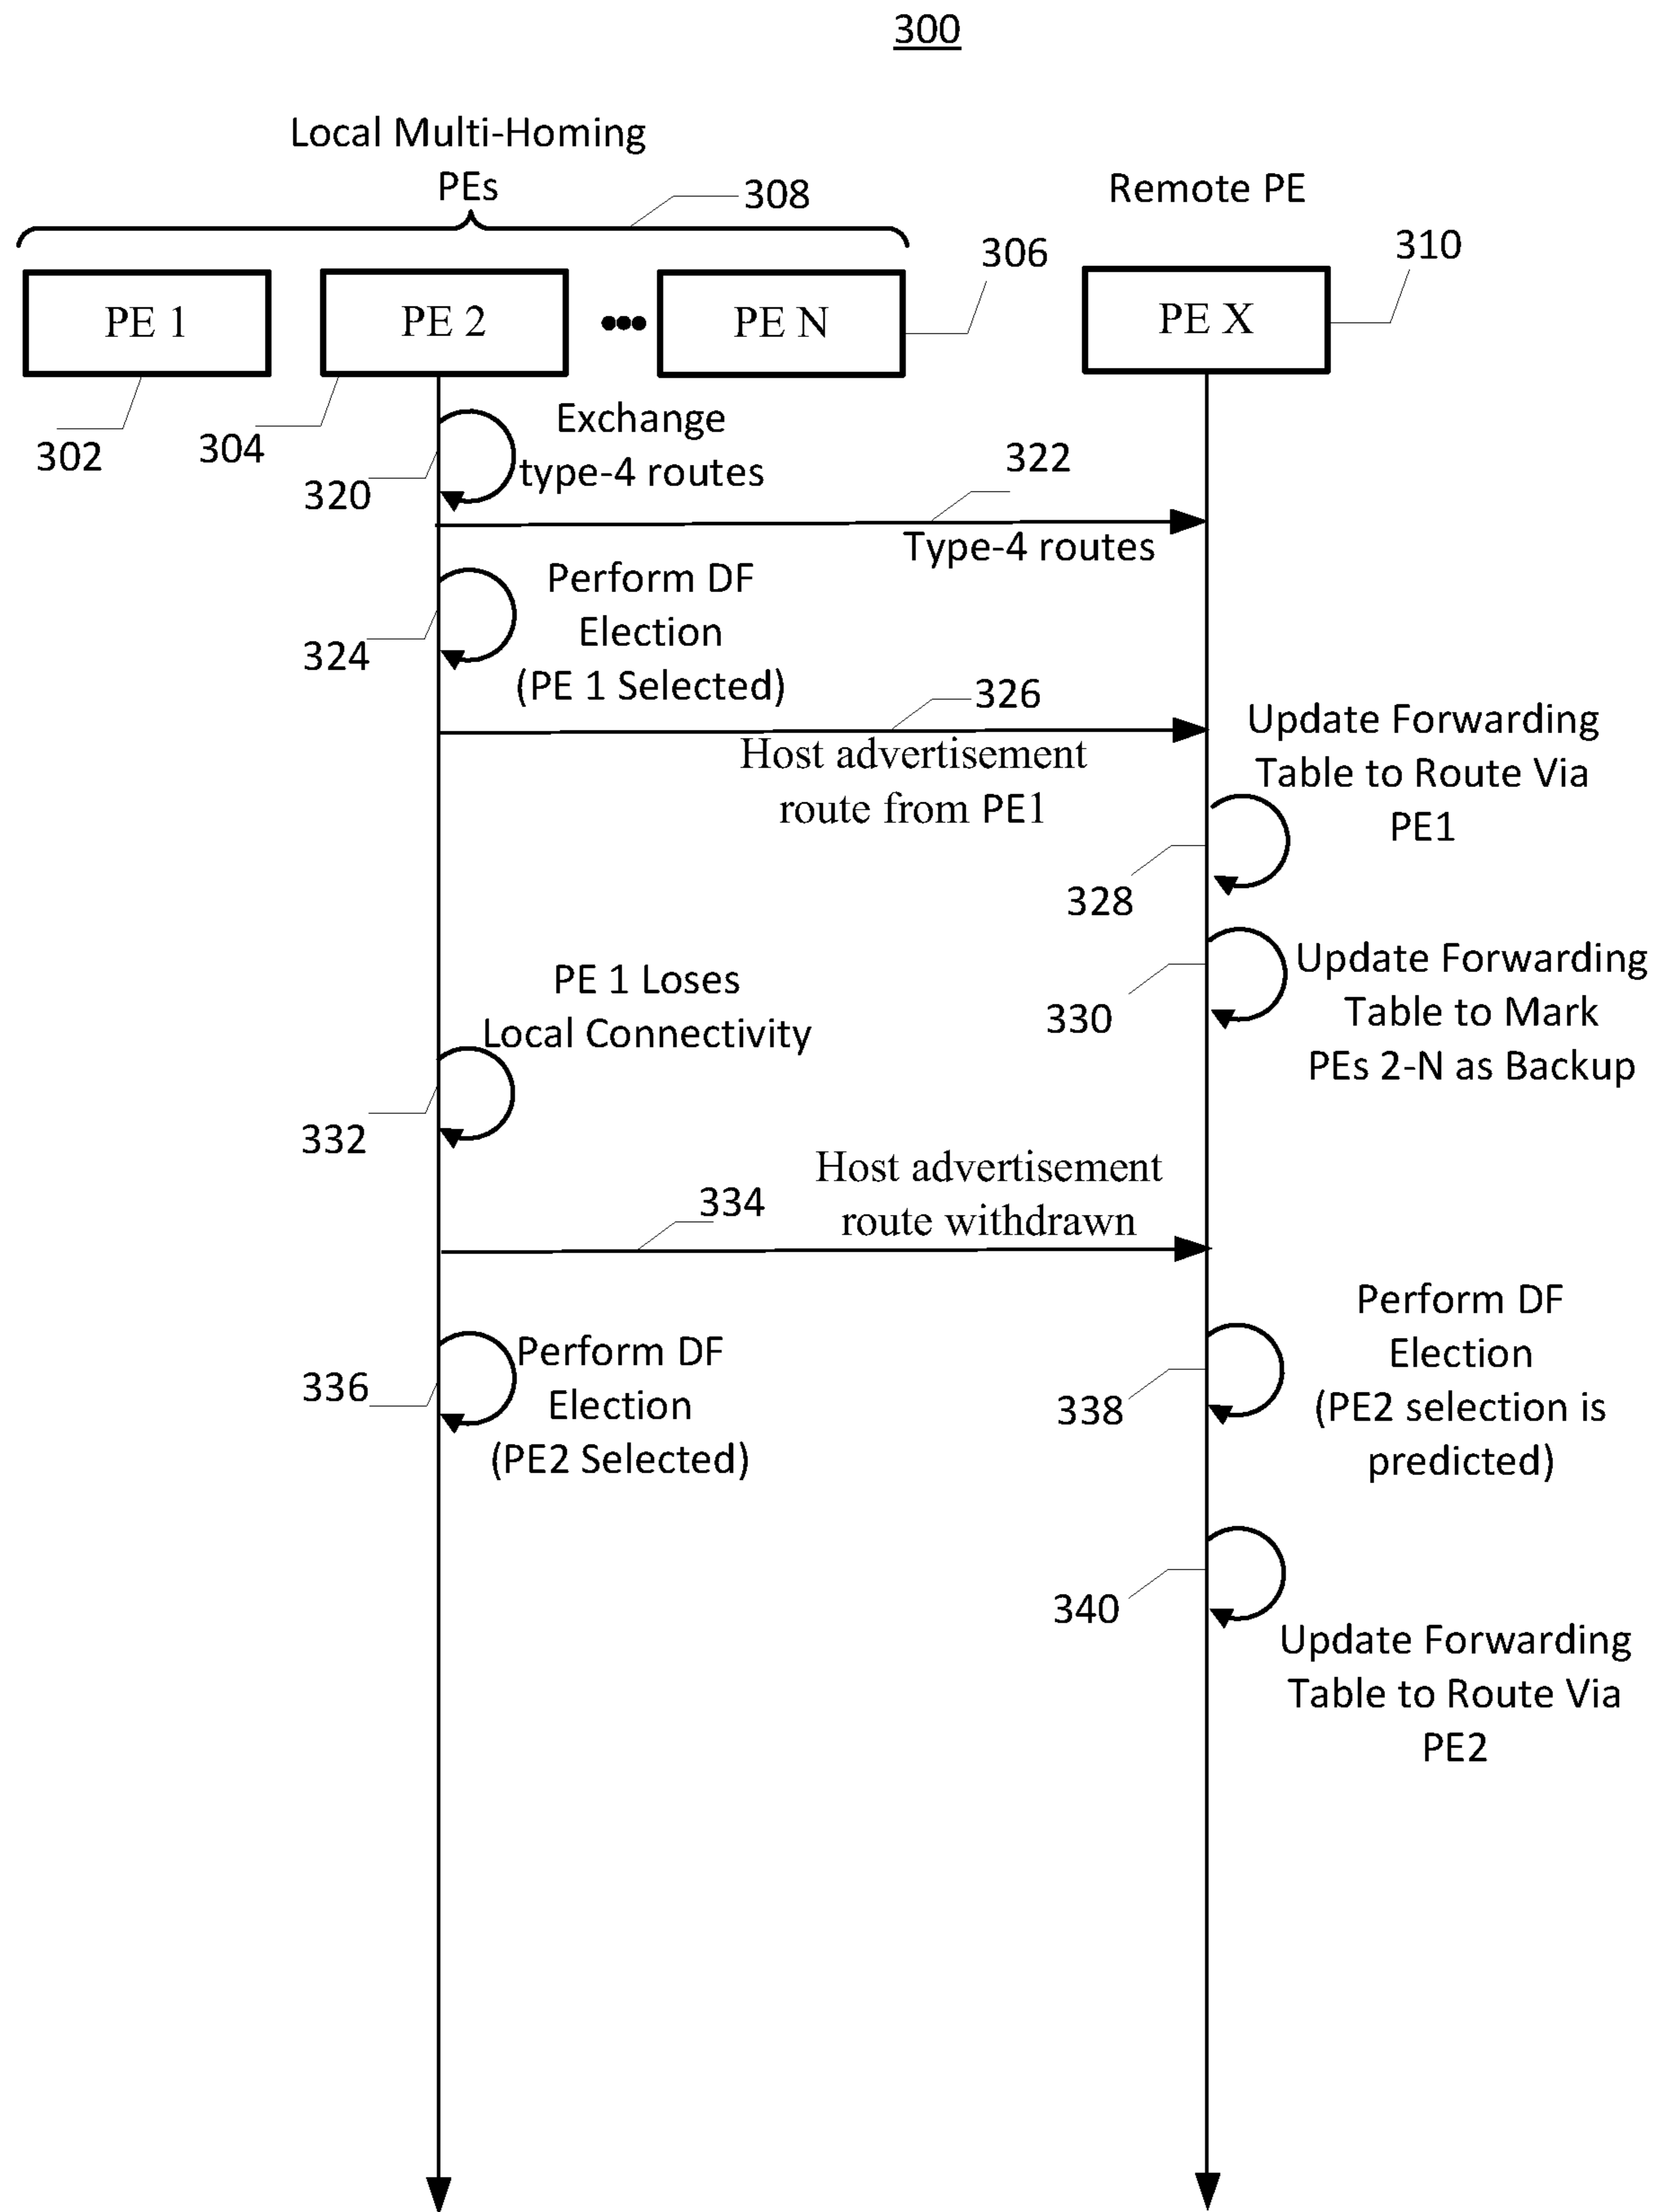 300
Local Multi-Homing
PEs
308
Remote PE
306
310
PE 1
PE 2
PE N
PE X
302
304
Exchange
type-4 routes
320
322
Type-4 routes
Perform DF
Election
(PE 1 Selected)
324
326
Host advertisement
route from PE1
Update Forwarding
Table to Route Via
PE1
328
Update Forwarding
Table to Mark
PEs 2-N as Backup
330
PE 1 Loses
Local Connectivity
332
Host advertisement
route withdrawn
334
Perform DF
Election
(PE2 Selected)
336
Perform DF
Election
(PE2 selection is
predicted)
338
340
Update Forwarding
Table to Route Via
PE2